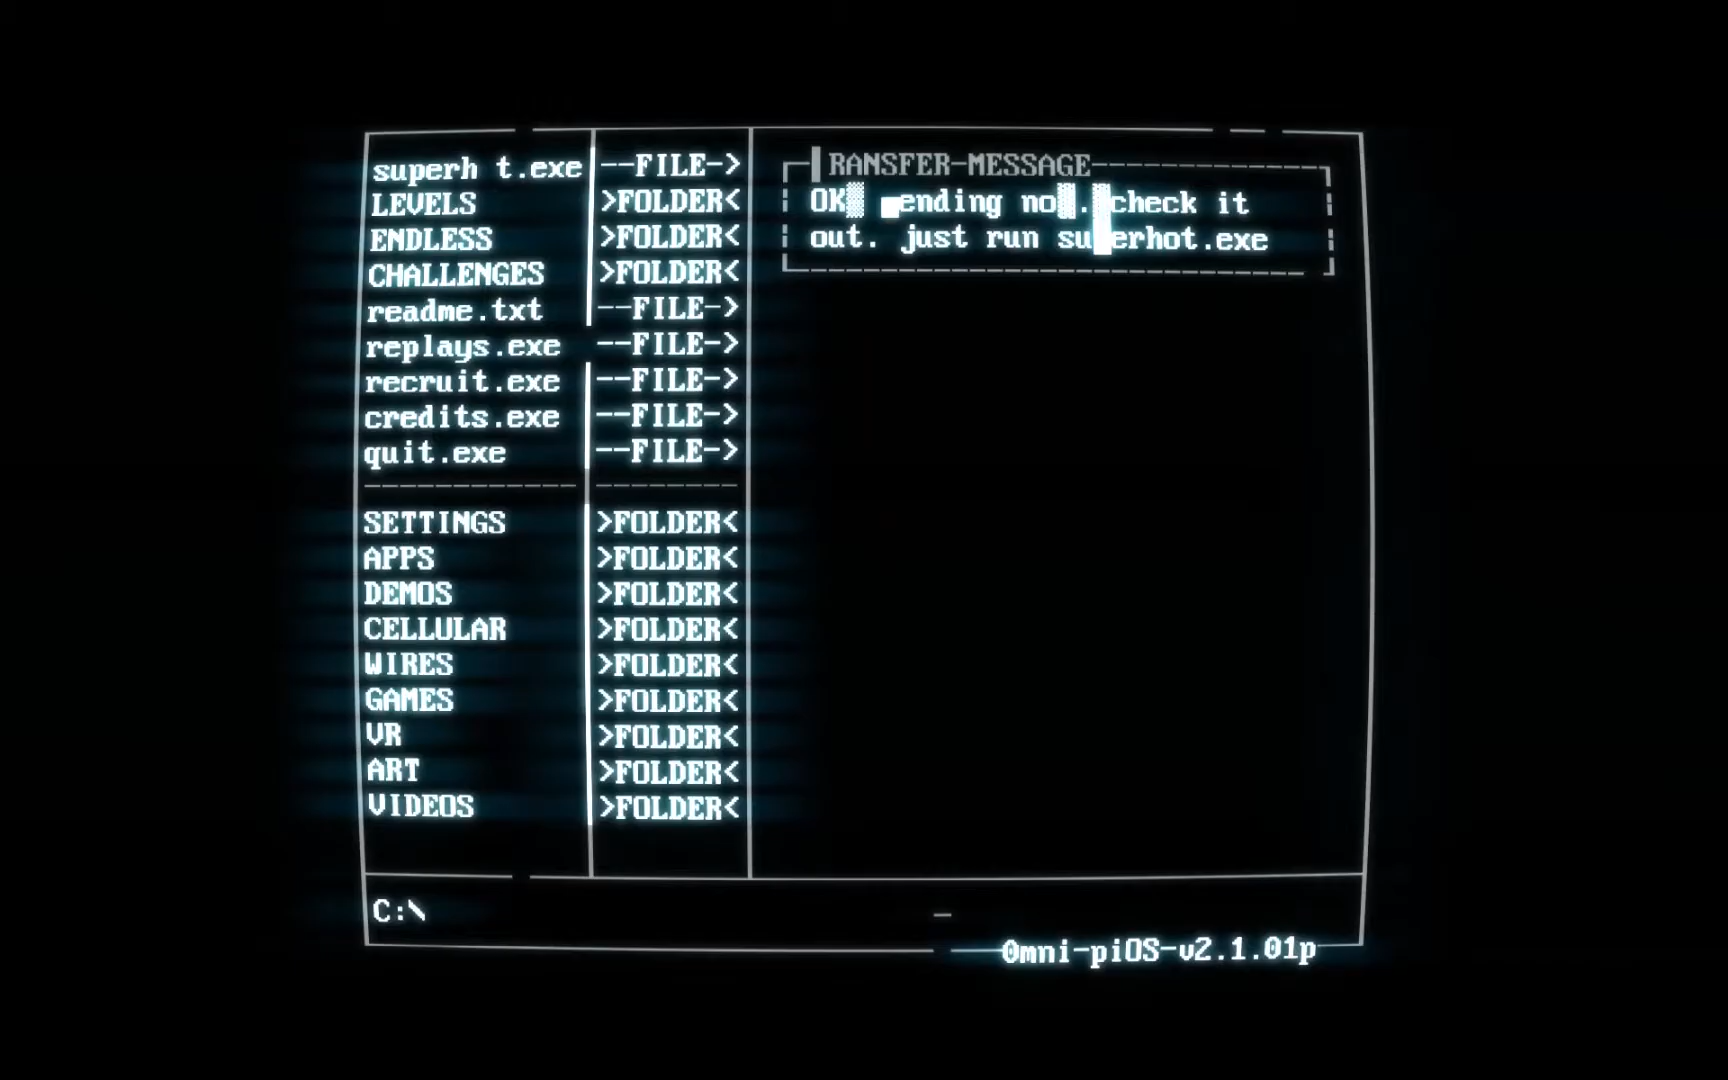 superh t.exe --FILE->
LEVELS >FOLDER<
ENDLESS >FOLDER<
CHALLENGES >FOLDER<
readme.txt --FILE->
replays.exe --FILE->
recruit.exe --FILE->
credits.exe --FILE->
quit.exe --FILE->
SETTINGS >FOLDER<
APPS >FOLDER<
DEMOS >FOLDER<
CELLULAR >FOLDER<
WIRES >FOLDER<
GAMES >FOLDER<
VR >FOLDER<
ART >FOLDER<
VIDEOS >FOLDER<
RANSFER-MESSAGE
OK▒ ▄ending no▒.▒check it
out. just run su█erhot.exe
C:\
_
0mni-piOS-v2.1.01p